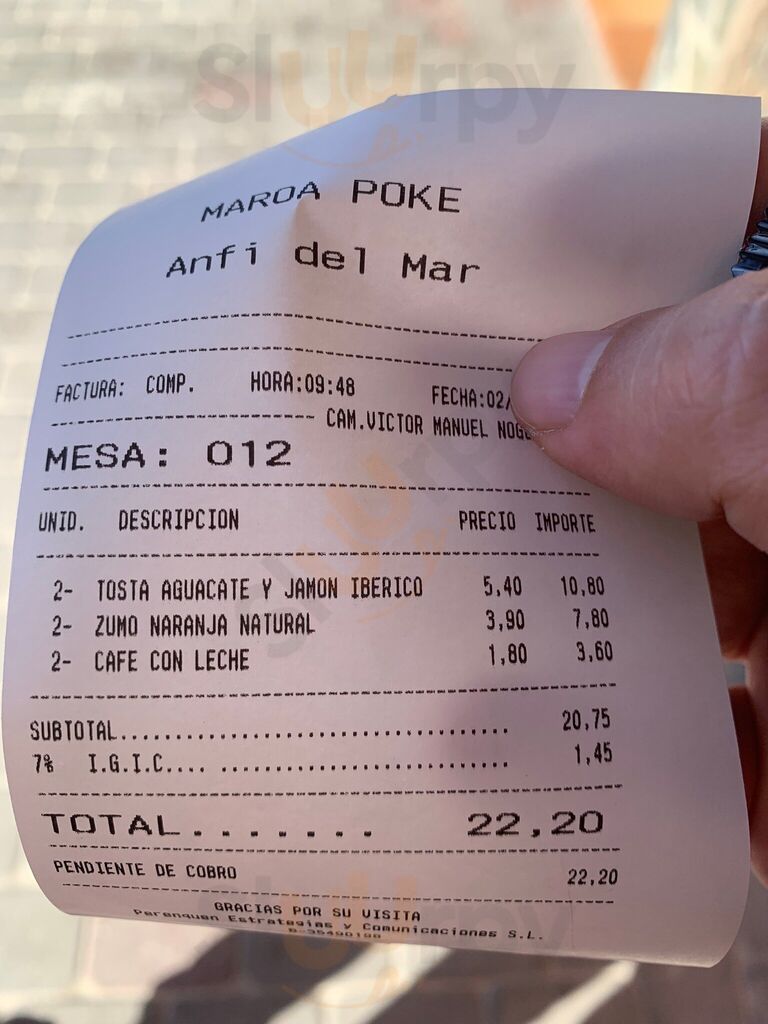 Sluurpy
MAROA POKE
Anfi del Mar
FACTURA: COMP. HORA:09:48 FECHA:02/
CAM.VICTOR MANUEL
MESA: 012
UNID. DESCRIPCION PRECIO IMPORTE
2- TOSTA AGUACATE Y JAMON IBERICO 5,40 10,80
2- ZUMO NARANJA NATURAL 3,90 7,80
2- CAFE CON LECHE 1,80 3,60
SUBTOTAL................................... 20,75
7% I.G.I.C.... .......................... 1,45
TOTAL....... 22,20
PENDIENTE DE COBRO 22,20
GRACIAS POR SU VISITA
Perenquen Estrategias y Comunicaciones S.L.